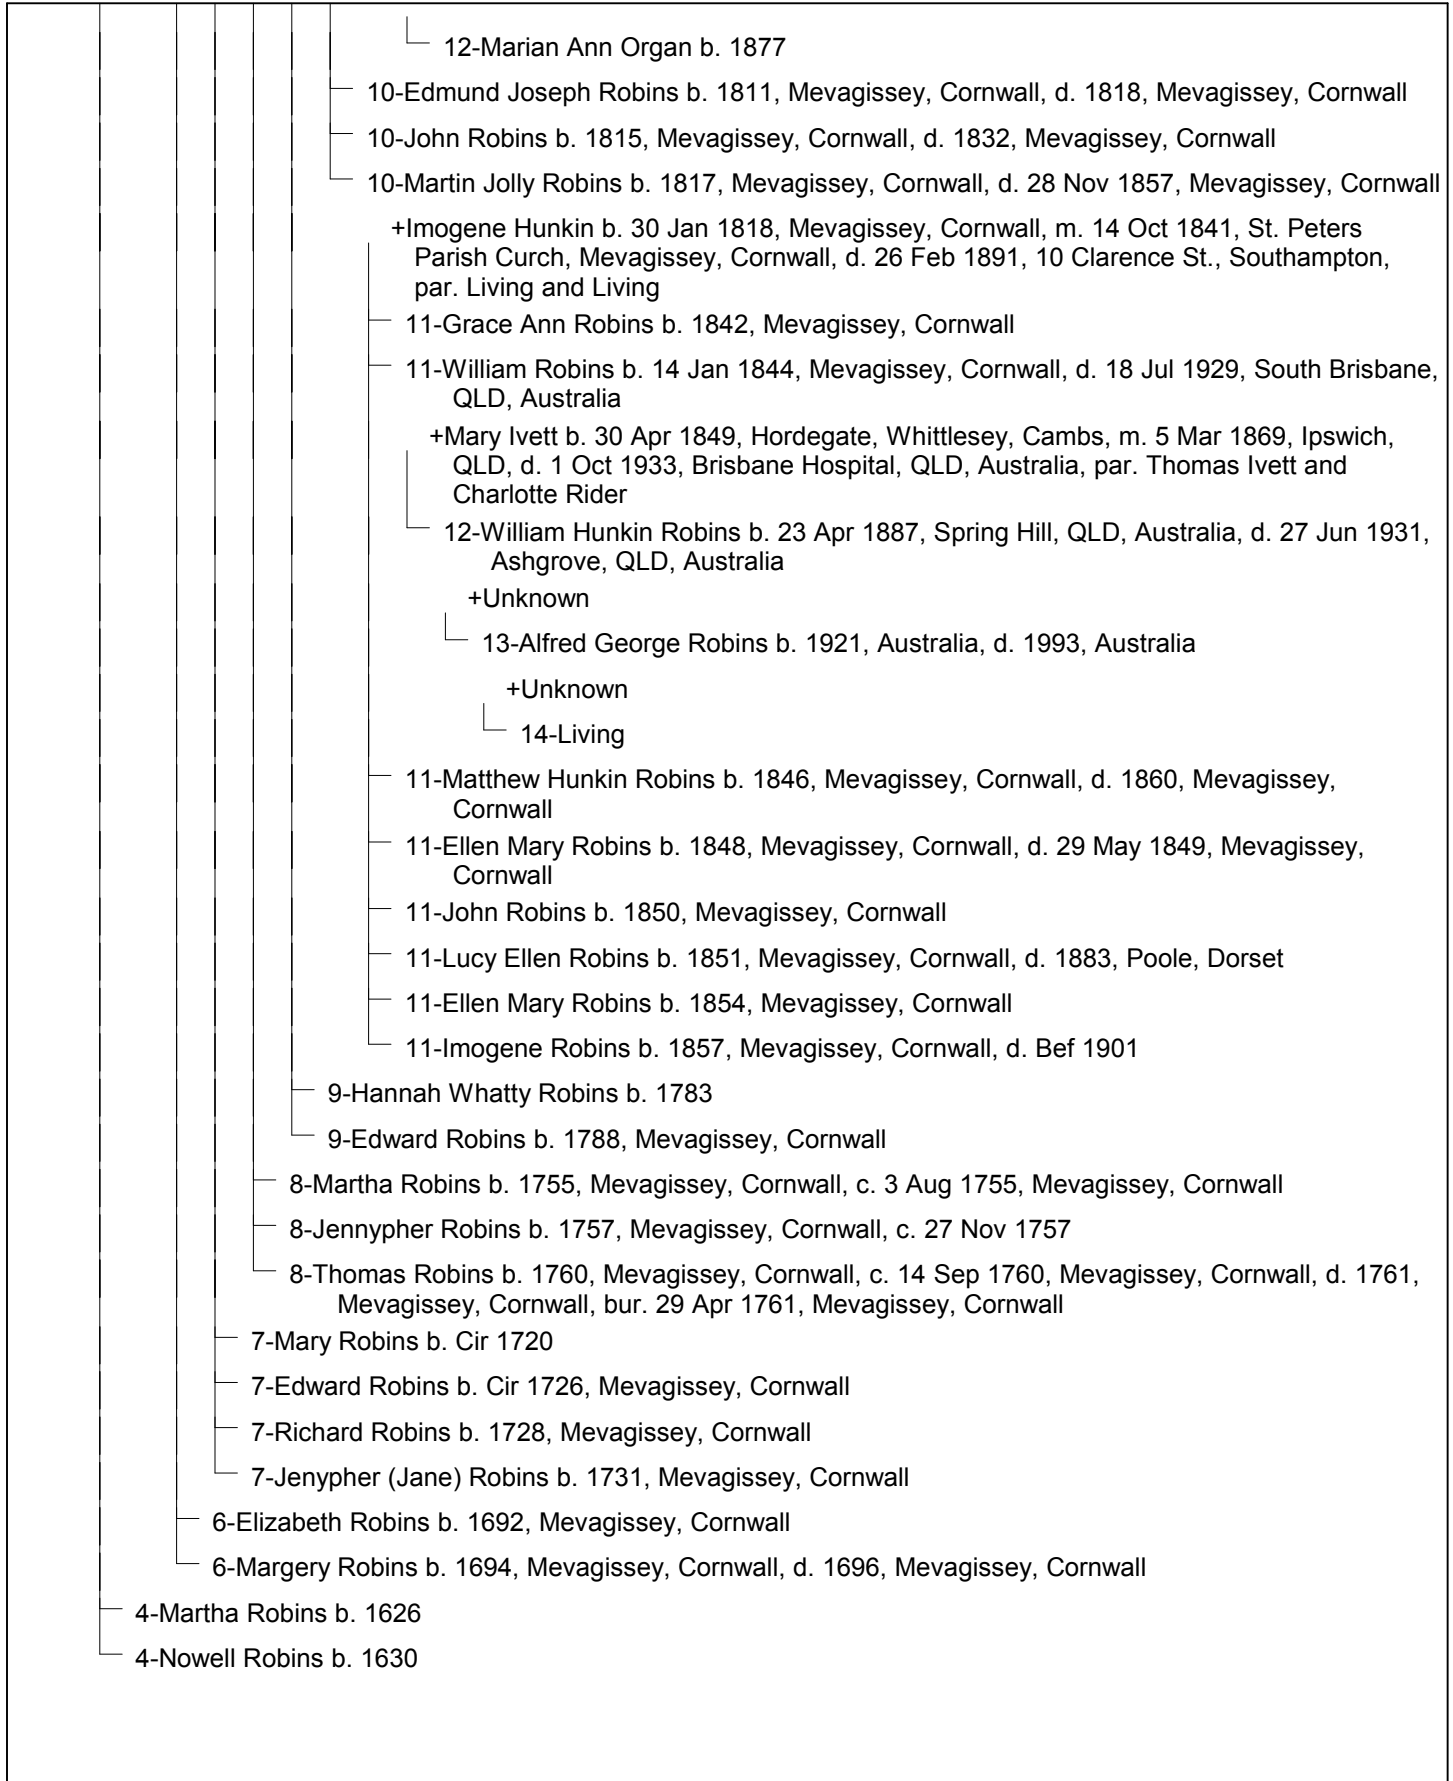 12-Marian Ann Organ b. 1877
10-Edmund Joseph Robins b. 1811, Mevagissey, Cornwall, d. 1818, Mevagissey, Cornwall
10-John Robins b. 1815, Mevagissey, Cornwall, d. 1832, Mevagissey, Cornwall
10-Martin Jolly Robins b. 1817, Mevagissey, Cornwall, d. 28 Nov 1857, Mevagissey, Cornwall
+Imogene Hunkin b. 30 Jan 1818, Mevagissey, Cornwall, m. 14 Oct 1841, St. Peters
Parish Curch, Mevagissey, Cornwall, d. 26 Feb 1891, 10 Clarence St., Southampton,
par. Living and Living
11-Grace Ann Robins b. 1842, Mevagissey, Cornwall
11-William Robins b. 14 Jan 1844, Mevagissey, Cornwall, d. 18 Jul 1929, South Brisbane,
QLD, Australia
+Mary Ivett b. 30 Apr 1849, Hordegate, Whittlesey, Cambs, m. 5 Mar 1869, Ipswich,
QLD, d. 1 Oct 1933, Brisbane Hospital, QLD, Australia, par. Thomas Ivett and
Charlotte Rider
12-William Hunkin Robins b. 23 Apr 1887, Spring Hill, QLD, Australia, d. 27 Jun 1931,
Ashgrove, QLD, Australia
+Unknown
13-Alfred George Robins b. 1921, Australia, d. 1993, Australia
+Unknown
14-Living
11-Matthew Hunkin Robins b. 1846, Mevagissey, Cornwall, d. 1860, Mevagissey,
Cornwall
11-Ellen Mary Robins b. 1848, Mevagissey, Cornwall, d. 29 May 1849, Mevagissey,
Cornwall
11-John Robins b. 1850, Mevagissey, Cornwall
11-Lucy Ellen Robins b. 1851, Mevagissey, Cornwall, d. 1883, Poole, Dorset
11-Ellen Mary Robins b. 1854, Mevagissey, Cornwall
11-Imogene Robins b. 1857, Mevagissey, Cornwall, d. Bef 1901
9-Hannah Whatty Robins b. 1783
9-Edward Robins b. 1788, Mevagissey, Cornwall
8-Martha Robins b. 1755, Mevagissey, Cornwall, c. 3 Aug 1755, Mevagissey, Cornwall
8-Jennypher Robins b. 1757, Mevagissey, Cornwall, c. 27 Nov 1757
8-Thomas Robins b. 1760, Mevagissey, Cornwall, c. 14 Sep 1760, Mevagissey, Cornwall, d. 1761,
Mevagissey, Cornwall, bur. 29 Apr 1761, Mevagissey, Cornwall
7-Mary Robins b. Cir 1720
7-Edward Robins b. Cir 1726, Mevagissey, Cornwall
7-Richard Robins b. 1728, Mevagissey, Cornwall
7-Jenypher (Jane) Robins b. 1731, Mevagissey, Cornwall
6-Elizabeth Robins b. 1692, Mevagissey, Cornwall
6-Margery Robins b. 1694, Mevagissey, Cornwall, d. 1696, Mevagissey, Cornwall
4-Martha Robins b. 1626
4-Nowell Robins b. 1630